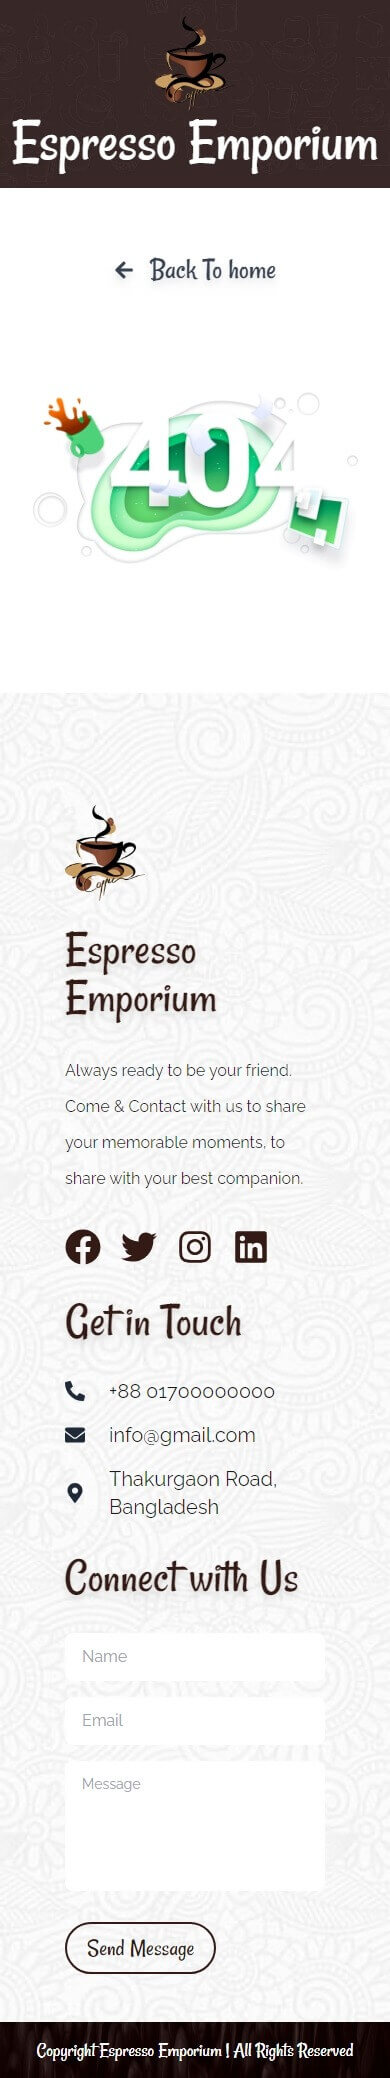 Coffee
Espresso Emporium
Back To home
404
Coffee
Espresso
Emporium
Always ready to be your friend.
Come & Contact with us to share
your memorable moments, to
share with your best companion.
Get in Touch
+88 01700000000
info@gmail.com
Thakurgaon Road,
Bangladesh
Connect with Us
Name
Email
Message
Send Message
Copyright Espresso Emporium ! All Rights Reserved